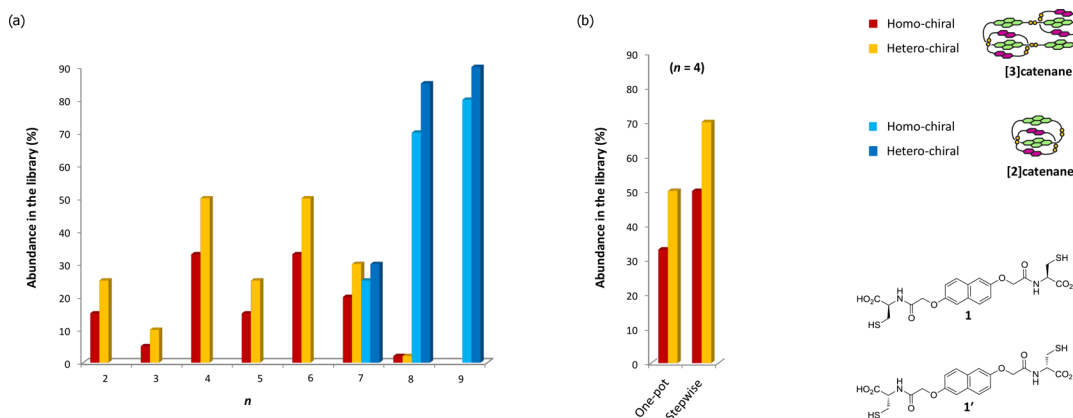 (a)
Abundance in the library (%)
90
80
70
60
50
40
30
20
10
0
2 3 4 5 6 7 8 9
n
(b)
Abundance in the library (%)
(n = 4)
90
80
70
60
50
40
30
20
10
0
One-pot
Stepwise
Homo-chiral
Hetero-chiral
[3]catenane
Homo-chiral
Hetero-chiral
[2]catenane
SH
O
O
N
H
CO2
HO2C
H
N
O
O
SH
HS
1
SH
O
O
N
H
CO2
HO2C
H
N
O
O
HS
1′